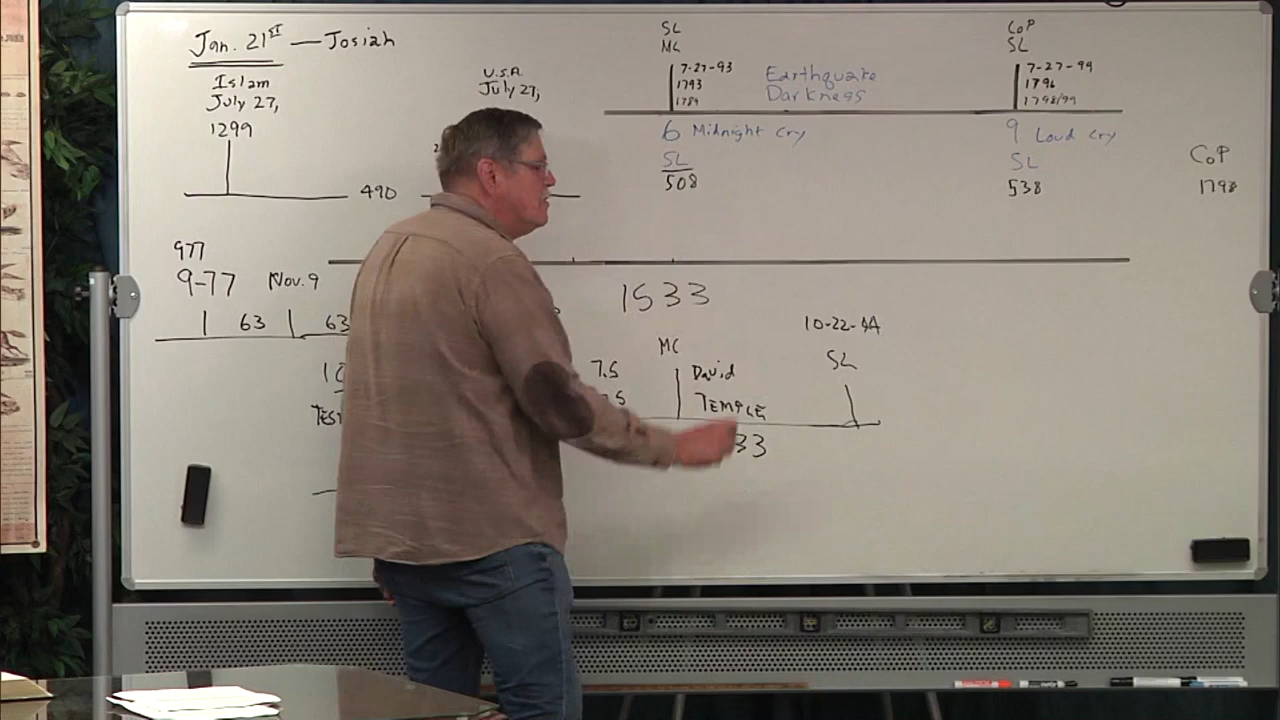 Jan. 21ST — Josiah
Islam
July 27,
1299
490
U.S.A.
July 27,
SL
MC
7-27-93
1793
1789
Earthquake
Darkness
6 Midnight Cry
SL
508
CoP
SL
7-27-99
1796
1798/99
9 Loud Cry
SL
538
CoP
1798
977
9-77 Nov. 9
63 63
1533
7.5
MC
David
TEMPLE
33
10-22-44
SL